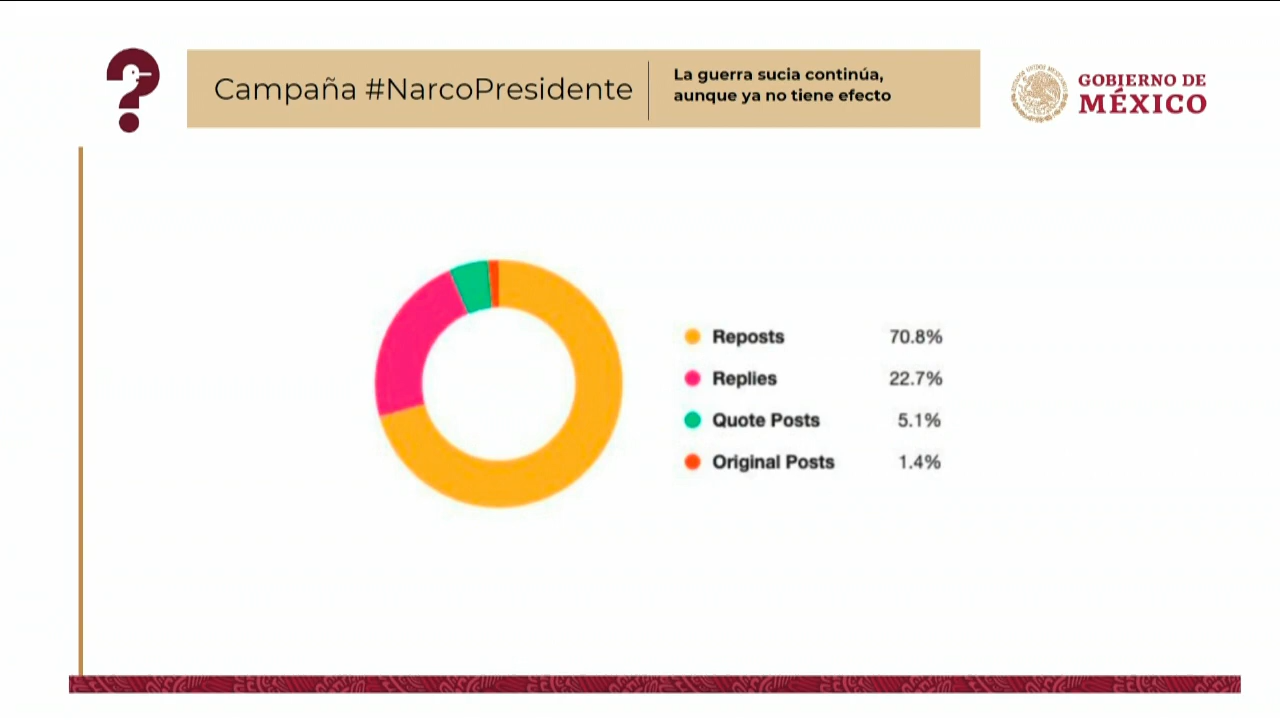 Campaña #NarcoPresidente
La guerra sucia continúa,
aunque ya no tiene efecto
GOBIERNO DE
MÉXICO
Reposts 70.8%
Replies 22.7%
Quote Posts 5.1%
Original Posts 1.4%